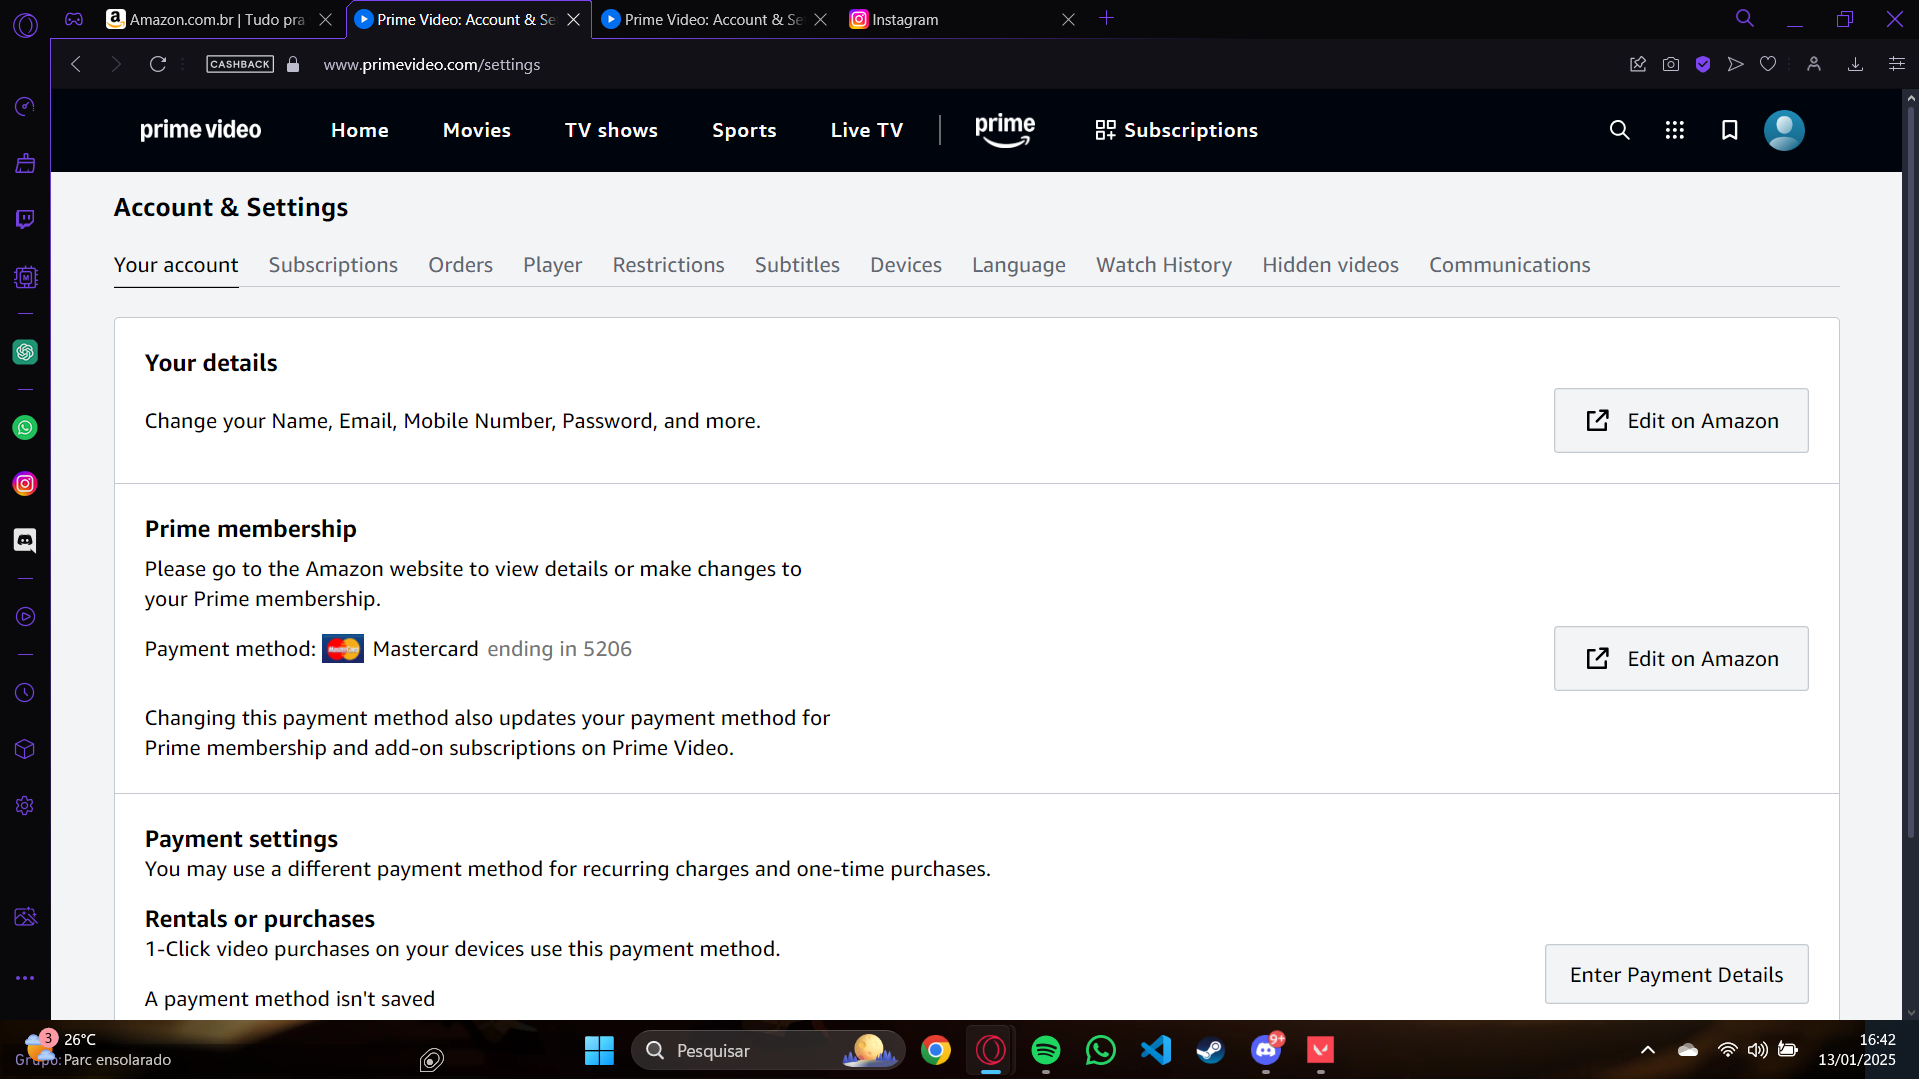 Amazon.com.br | Tudo pra
Prime Video: Account & Se
Prime Video: Account & Se
Instagram
CASHBACK
www.primevideo.com/settings
prime video
Home
Movies
TV shows
Sports
Live TV
prime
Subscriptions
Account & Settings
Your account
Subscriptions
Orders
Player
Restrictions
Subtitles
Devices
Language
Watch History
Hidden videos
Communications
Your details
Change your Name, Email, Mobile Number, Password, and more.
Edit on Amazon
Prime membership
Please go to the Amazon website to view details or make changes to
your Prime membership.
Payment method: MasterCard Mastercard ending in 5206
Edit on Amazon
Changing this payment method also updates your payment method for
Prime membership and add-on subscriptions on Prime Video.
Payment settings
You may use a different payment method for recurring charges and one-time purchases.
Rentals or purchases
1-Click video purchases on your devices use this payment method.
Enter Payment Details
A payment method isn't saved
3
26°C
Grupo:
Parc ensolarado
Pesquisar
9+
16:42
13/01/2025